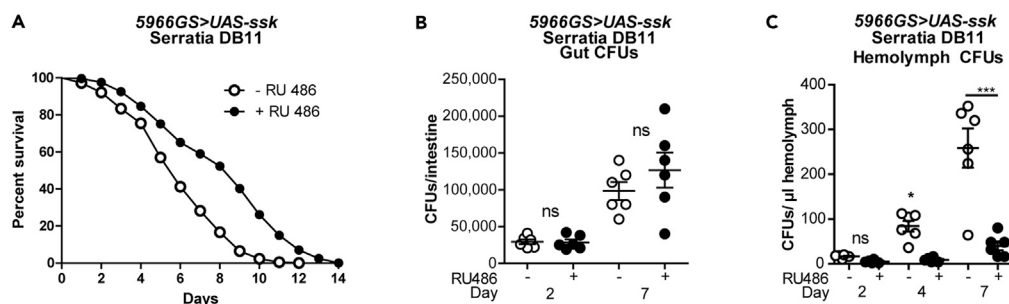 A
5966GS>UAS-ssk
Serratia DB11
Percent survival
100
80
60
40
20
0
- RU 486
+ RU 486
0 2 4 6 8 10 12 14
Days
B
5966GS>UAS-ssk
Serratia DB11
Gut CFUs
CFUs/intestine
250,000
200,000
150,000
100,000
50,000
0
ns
ns
RU486 - + - +
Day 2 7
C
5966GS>UAS-ssk
Serratia DB11
Hemolymph CFUs
CFUs/ µl hemolymph
400
300
200
100
0
ns
*
***
RU486 - + - + - +
Day 2 4 7